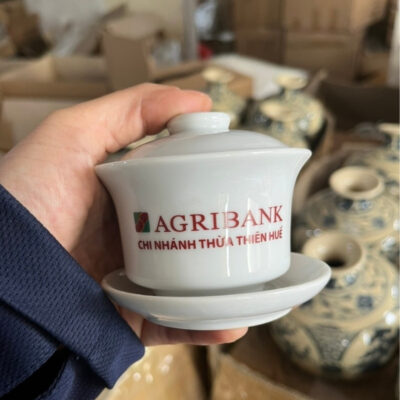 AGRIBANK
CHI NHÁNH THỪA THIÊN HUẾ